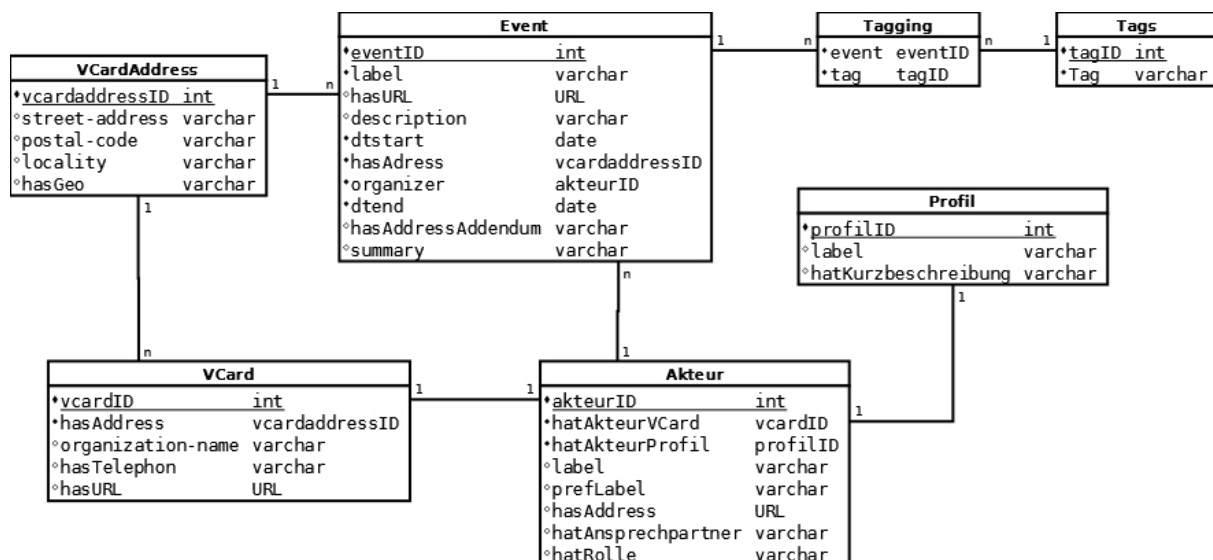 Event
eventID int
label varchar
hasURL URL
description varchar
dtstart date
hasAdress vcardaddressID
organizer akteurID
dtend date
hasAddressAddendum varchar
summary varchar
1 n
Tagging
event eventID
tag tagID
n 1
Tags
tagID int
Tag varchar
VCardAddress
vcardaddressID int
street-address varchar
postal-code varchar
locality varchar
hasGeo varchar
1 n
1
n
Profil
profilID int
label varchar
hatKurzbeschreibung varchar
1
1
n
1
VCard
vcardID int
hasAddress vcardaddressID
organization-name varchar
hasTelephon varchar
hasURL URL
1 1
Akteur
akteurID int
hatAkteurVCard vcardID
hatAkteurProfil profilID
label varchar
prefLabel varchar
hasAddress URL
hatAnsprechpartner varchar
hatRolle varchar